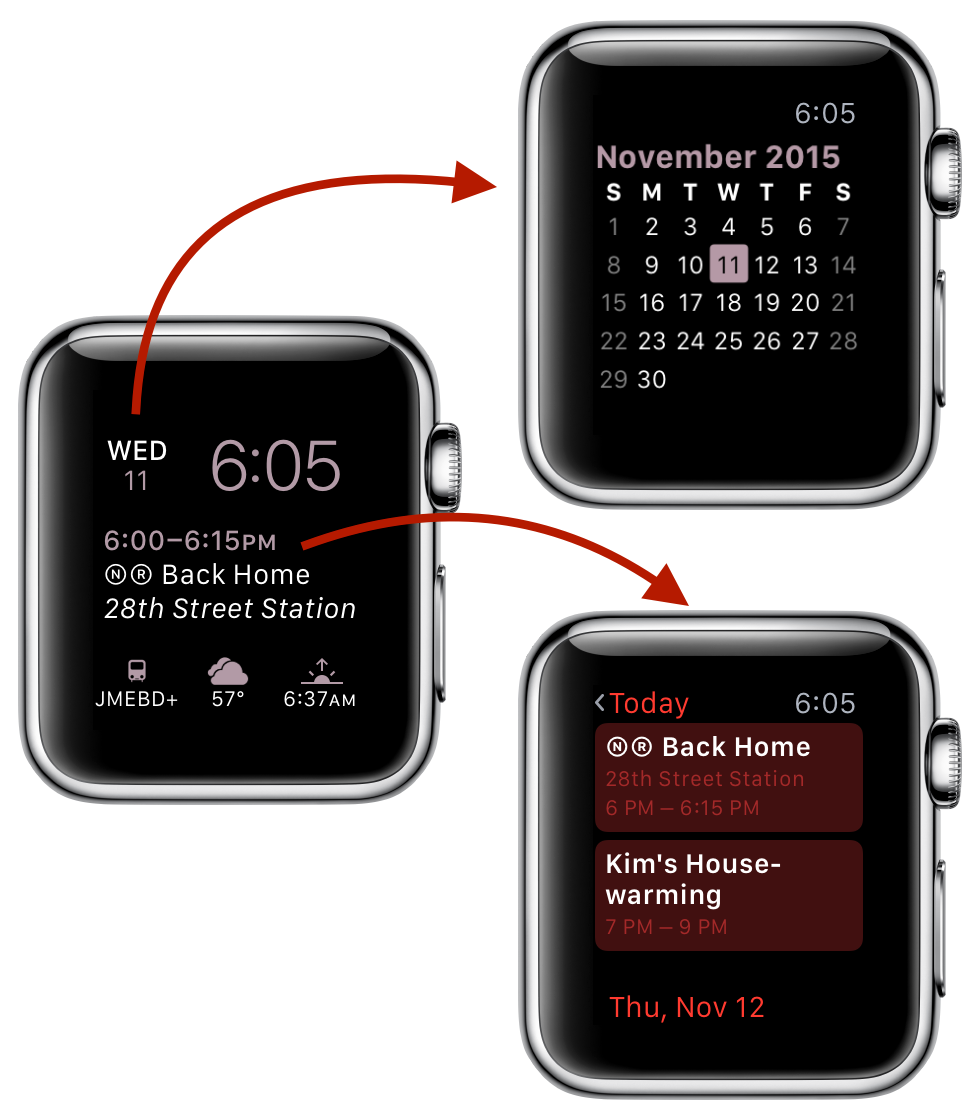 WED
11
6:05
6:00–6:15PM
Ⓝ Ⓡ Back Home
28th Street Station
JMEBD+ 57° 6:37AM
6:05
November 2015
S M T W T F S
1 2 3 4 5 6 7
8 9 10 11 12 13 14
15 16 17 18 19 20 21
22 23 24 25 26 27 28
29 30
<Today 6:05
Ⓝ Ⓡ Back Home
28th Street Station
6 PM – 6:15 PM
Kim's House-
warming
7 PM – 9 PM
Thu, Nov 12